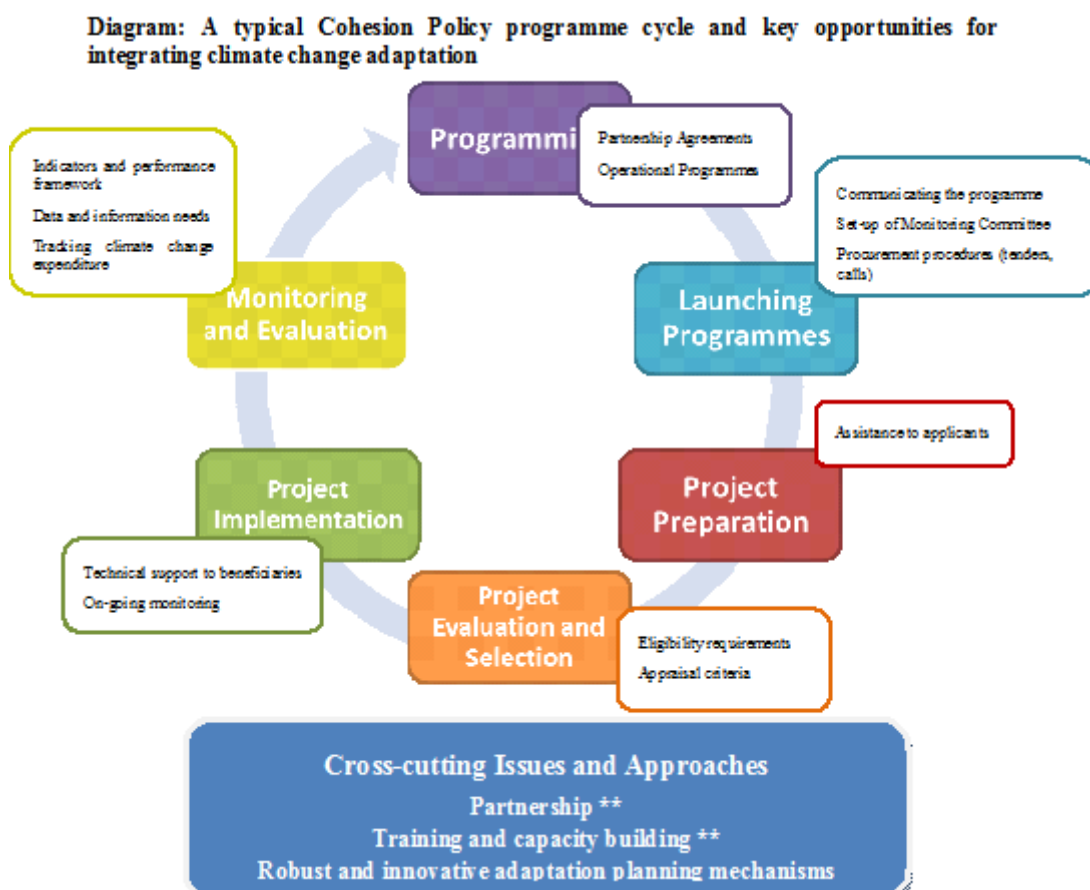 Diagram: A typical Cohesion Policy programme cycle and key opportunities for
integrating climate change adaptation
Programmi
Partnership Agreements
Operational Programmes
Communicating the programme
Set-up of Monitoring Committee
Procurement procedures (tenders,
calls)
Launching
Programmes
Assistance to applicants
Project
Preparation
Project
Evaluation and
Selection
Eligibility requirements
Appraisal criteria
Project
Implementation
Technical support to beneficiaries
On-going monitoring
Indicators and performance
framework
Data and information needs
Tracking climate change
expenditure
Monitoring
and Evaluation
Cross-cutting Issues and Approaches
Partnership **
Training and capacity building **
Robust and innovative adaptation planning mechanisms